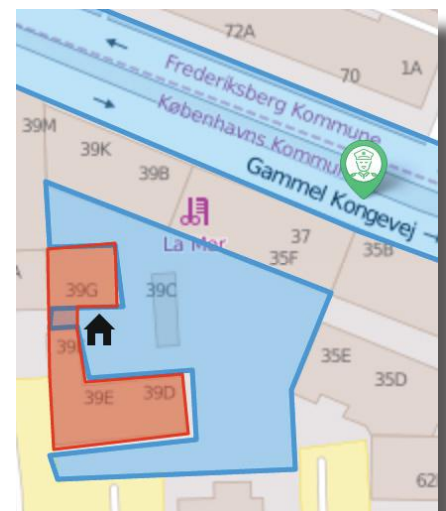 72A
1A
70
Frederiksberg Kommune
Københavns Kommune
Gammel Kongevej
39M
39K
39B
La Mer
37
35F
35B
39G
39C
39E
39D
35E
35D